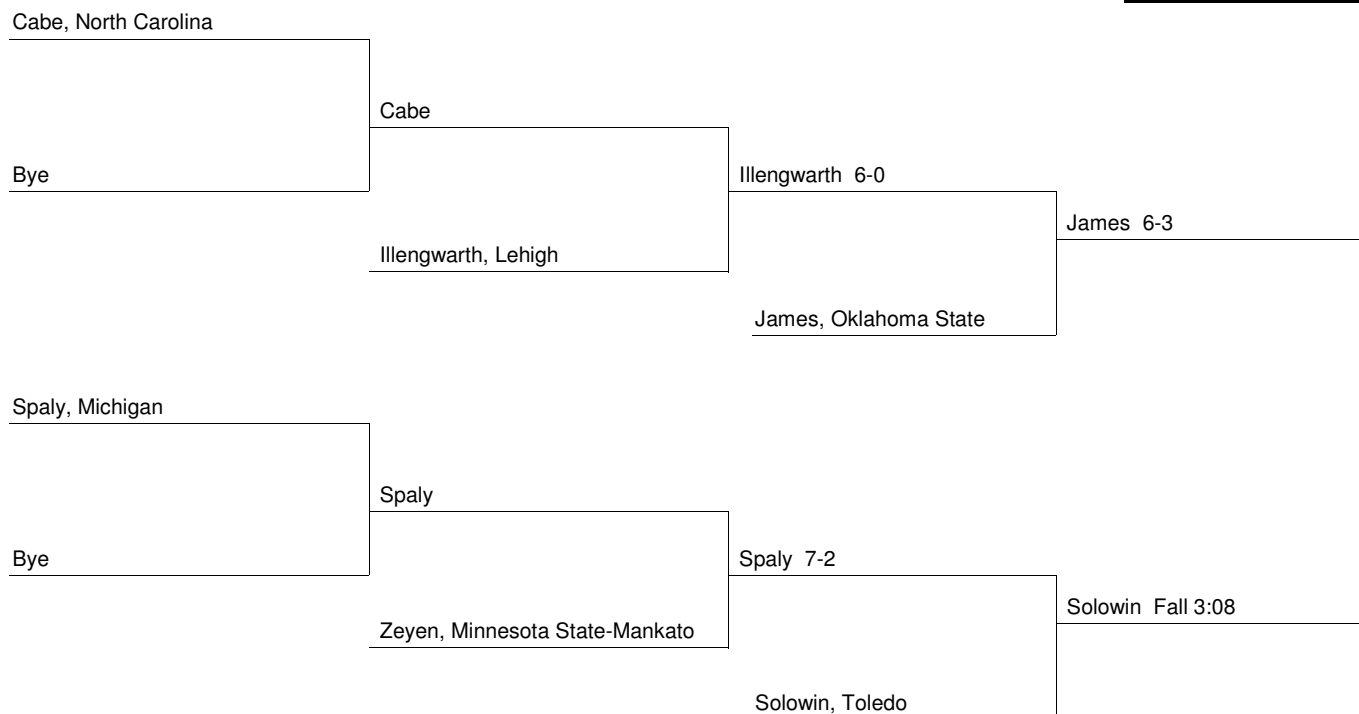 Cabe, North Carolina
Cabe
Bye
Illengwarth  6-0
James  6-3
Illengwarth, Lehigh
James, Oklahoma State
Spaly, Michigan
Spaly
Bye
Spaly  7-2
Solowin  Fall 3:08
Zeyen, Minnesota State-Mankato
Solowin, Toledo